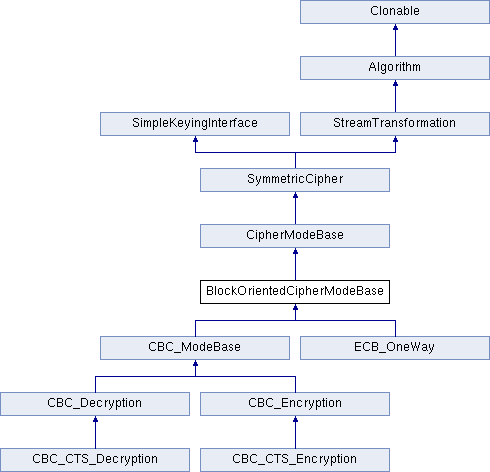 Clonable
Algorithm
SimpleKeyingInterface
StreamTransformation
SymmetricCipher
CipherModeBase
BlockOrientedCipherModeBase
CBC_ModeBase
ECB_OneWay
CBC_Decryption
CBC_Encryption
CBC_CTS_Decryption
CBC_CTS_Encryption